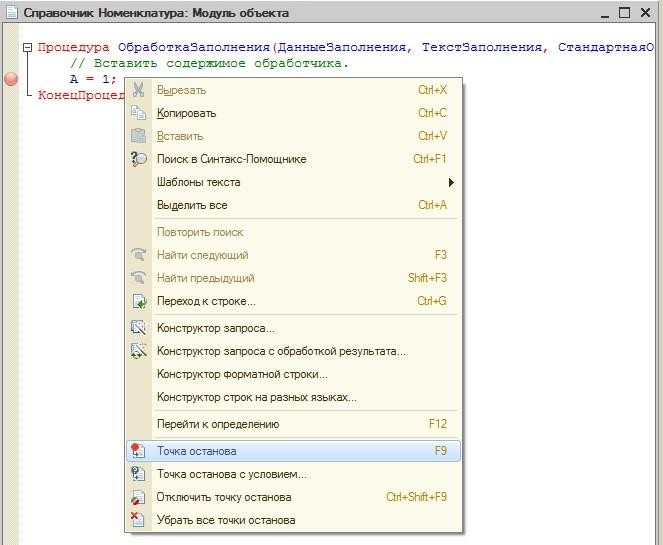 Справочник Номенклатура: Модуль объекта
Процедура ОбработкаЗаполнения(ДанныеЗаполнения, ТекстЗаполнения, СтандартнаяО
// Вставить содержимое обработчика.
А = 1;
КонецПроцед
Вырезать Ctrl+X
Копировать Ctrl+C
Вставить Ctrl+V
Поиск в Синтакс-Помощнике Ctrl+F1
Шаблоны текста
Выделить все Ctrl+A
Повторить поиск
Найти следующий F3
Найти предыдущий Shift+F3
Переход к строке... Ctrl+G
Конструктор запроса...
Конструктор запроса с обработкой результата...
Конструктор форматной строки...
Конструктор строк на разных языках...
Перейти к определению F12
Точка останова F9
Точка останова с условием...
Отключить точку останова Ctrl+Shift+F9
Убрать все точки останова